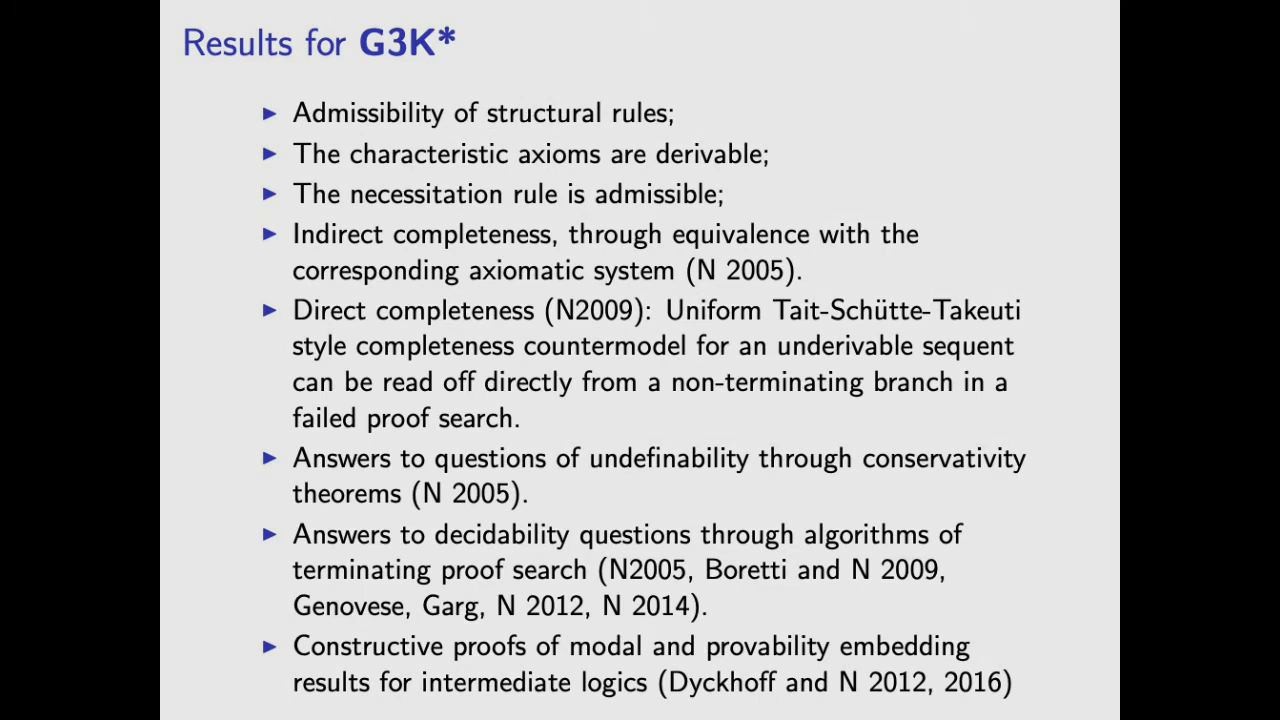 Results for G3K*
▶ Admissibility of structural rules;
▶ The characteristic axioms are derivable;
▶ The necessitation rule is admissible;
▶ Indirect completeness, through equivalence with the
corresponding axiomatic system (N 2005).
▶ Direct completeness (N2009): Uniform Tait-Schütte-Takeuti
style completeness countermodel for an underivable sequent
can be read off directly from a non-terminating branch in a
failed proof search.
▶ Answers to questions of undefinability through conservativity
theorems (N 2005).
▶ Answers to decidability questions through algorithms of
terminating proof search (N2005, Boretti and N 2009,
Genovese, Garg, N 2012, N 2014).
▶ Constructive proofs of modal and provability embedding
results for intermediate logics (Dyckhoff and N 2012, 2016)